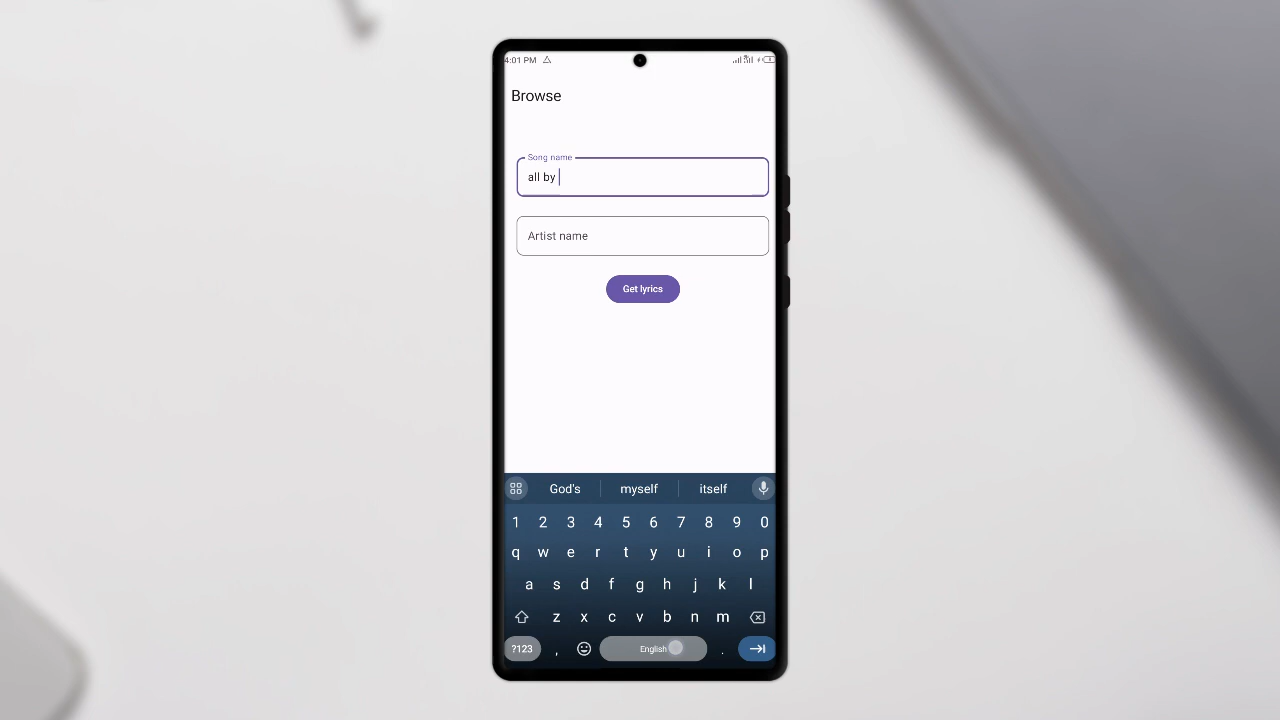 4:01 PM
Browse
Song name
all by
Artist name
Get lyrics
God's myself itself
1 2 3 4 5 6 7 8 9 0
q w e r t y u i o p
a s d f g h j k l
z x c v b n m
?123 , English .